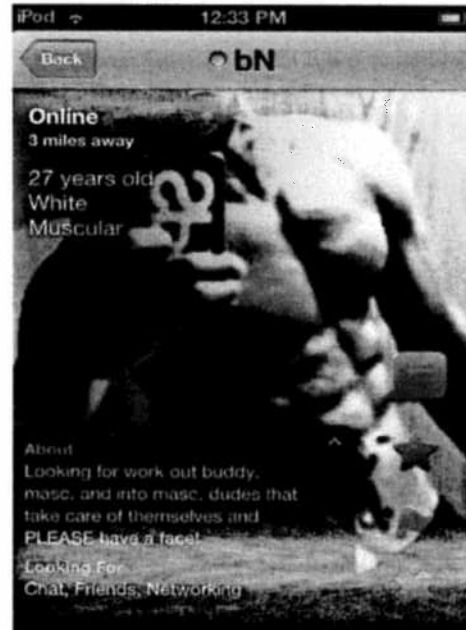 iPod 12:33 PM
Back
bN
Online
3 miles away
27 years old
White
Muscular
About
Looking for work out buddy,
masc, and into masc. dudes that
take care of themselves and
PLEASE have a face!
Looking For
Chat, Friends, Networking